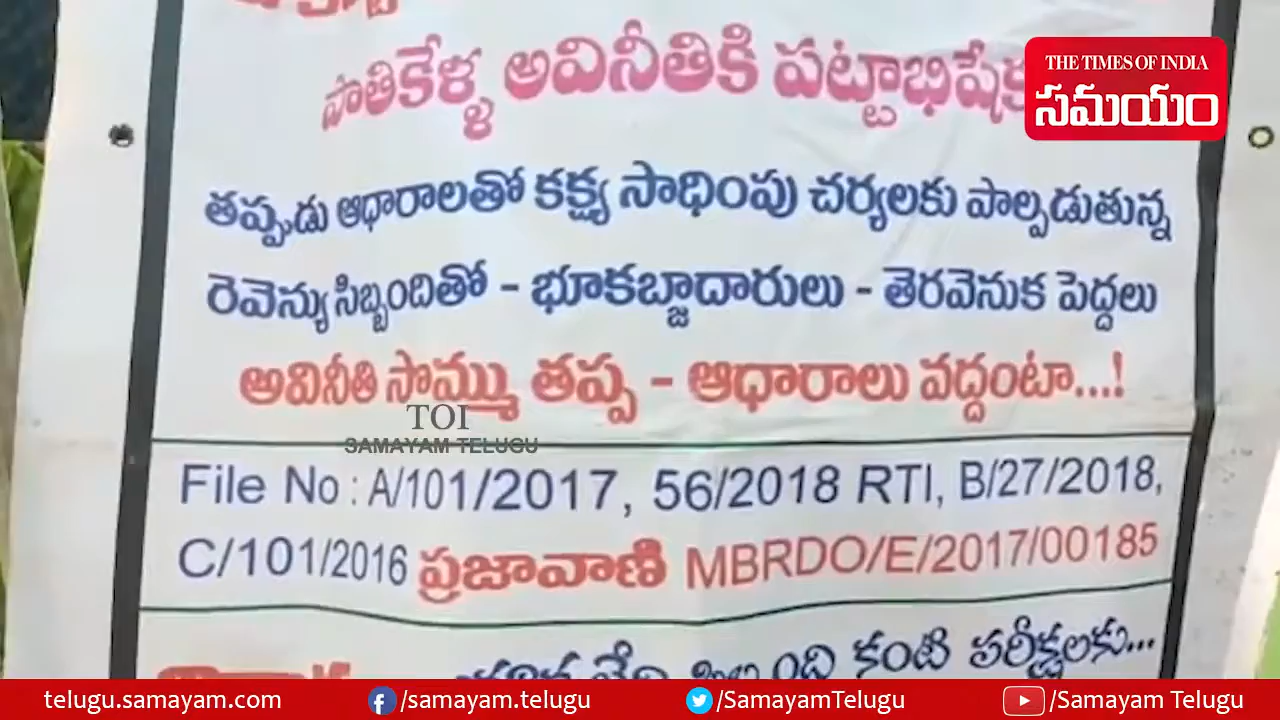 పాతికేళ్ళ అవినీతికి పట్టాభిషేక
THE TIMES OF INDIA
సమయం
తప్పుడు ఆధారాలతో కక్ష్య సాధింపు చర్యలకు పాల్పడుతున్న
రెవెన్యు సిబ్బందితో - భూకబ్జాదారులు - తెరవెనుక పెద్దలు
అవినీతి సొమ్ము తప్ప - ఆధారాలు వద్దంటా...!
TOI
SAMAYAM TELUGU
File No : A/101/2017, 56/2018 RTI, B/27/2018,
C/101/2016 ప్రజావాణి MBRDO/E/2017/00185
కంటి పరీక్షలకు...
telugu.samayam.com /samayam.telugu /SamayamTelugu /Samayam Telugu